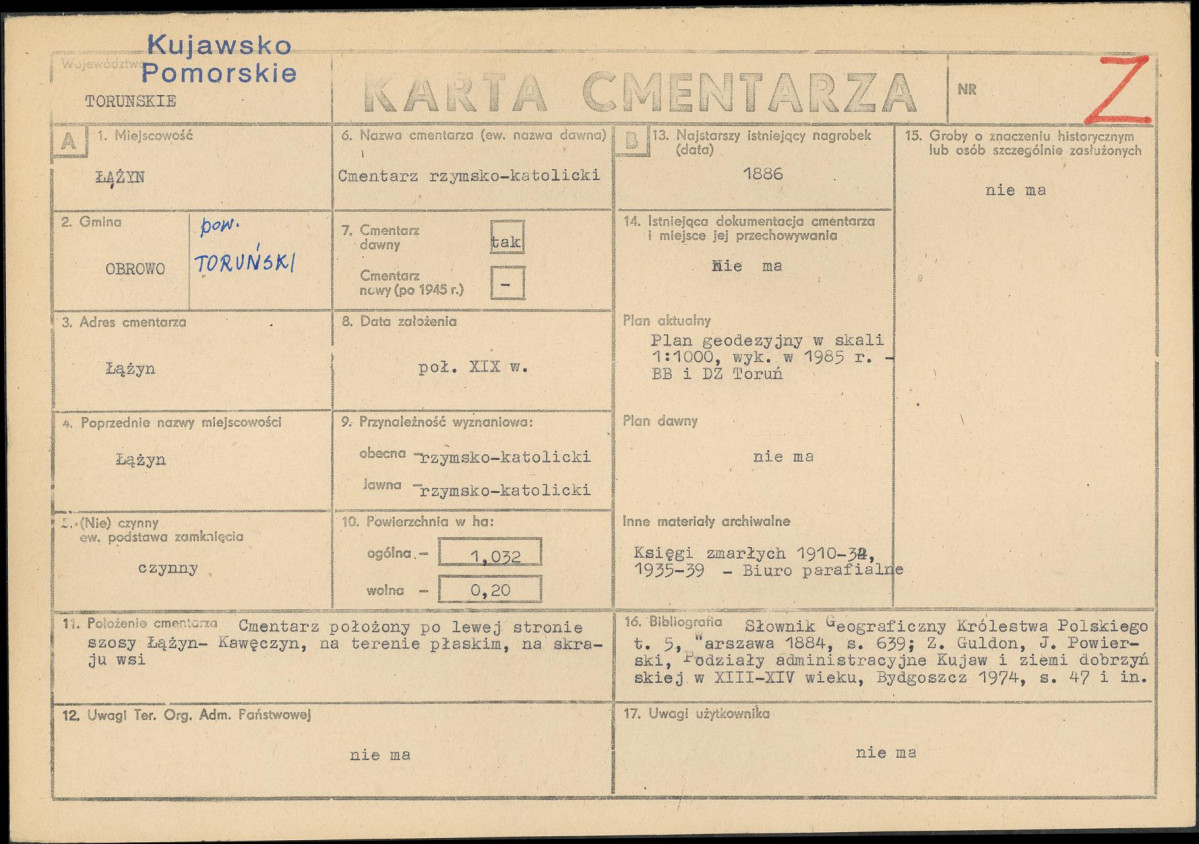 Kujawsko
Pomorskie
Województwo
TORUNSKIE
KARTA CMENTARZA
NR
Z
A
1. Miejscowość
ŁĄŻYN
2. Gmina
OBROWO
pow.
TORUŃSKI
3. Adres cmentarza
Łążyn
4. Poprzednie nazwy miejscowości
Łążyn
(Nie) czynny
ew. podstawa zamknięcia
czynny
6. Nazwa cmentarza (ew. nazwa dawna)
Cmentarz rzymsko-katolicki
7. Cmentarz
dawny
tak
Cmentarz
nowy (po 1945 r.)
-
8. Data założenia
poł. XIX w.
9. Przynależność wyznaniowa:
obecna - rzymsko-katolicki
dawna - rzymsko-katolicki
10. Powierzchnia w ha:
ogólna - 1,032
wolna - 0,20
B
13. Najstarszy istniejący nagrobek
(data)
1886
14. Istniejąca dokumentacja cmentarza
i miejsce jej przechowywania
Nie ma
Plan aktualny
Plan geodezyjny w skali
1:1000, wyk. w 1985 r. -
BB i DZ Toruń
Plan dawny
nie ma
Inne materiały archiwalne
Księgi zmarłych 1910-32,
1935-39 - Biuro parafialne
15. Groby o znaczeniu historycznym
lub osób szczególnie zasłużonych
nie ma
11. Położenie cmentarza Cmentarz położony po lewej stronie
szosy Łążyn- Kawęczyn, na terenie płaskim, na skra-
ju wsi
12. Uwagi Ter. Org. Adm. Państwowej
nie ma
16. Bibliografia Słownik Geograficzny Królestwa Polskiego
t. 5, Warszawa 1884, s. 639; Z. Guldon, J. Powier-
ski, Podziały administracyjne Kujaw i ziemi dobrzyń
skiej w XIII-XIV wieku, Bydgoszcz 1974, s. 47 i in.
17. Uwagi użytkownika
nie ma